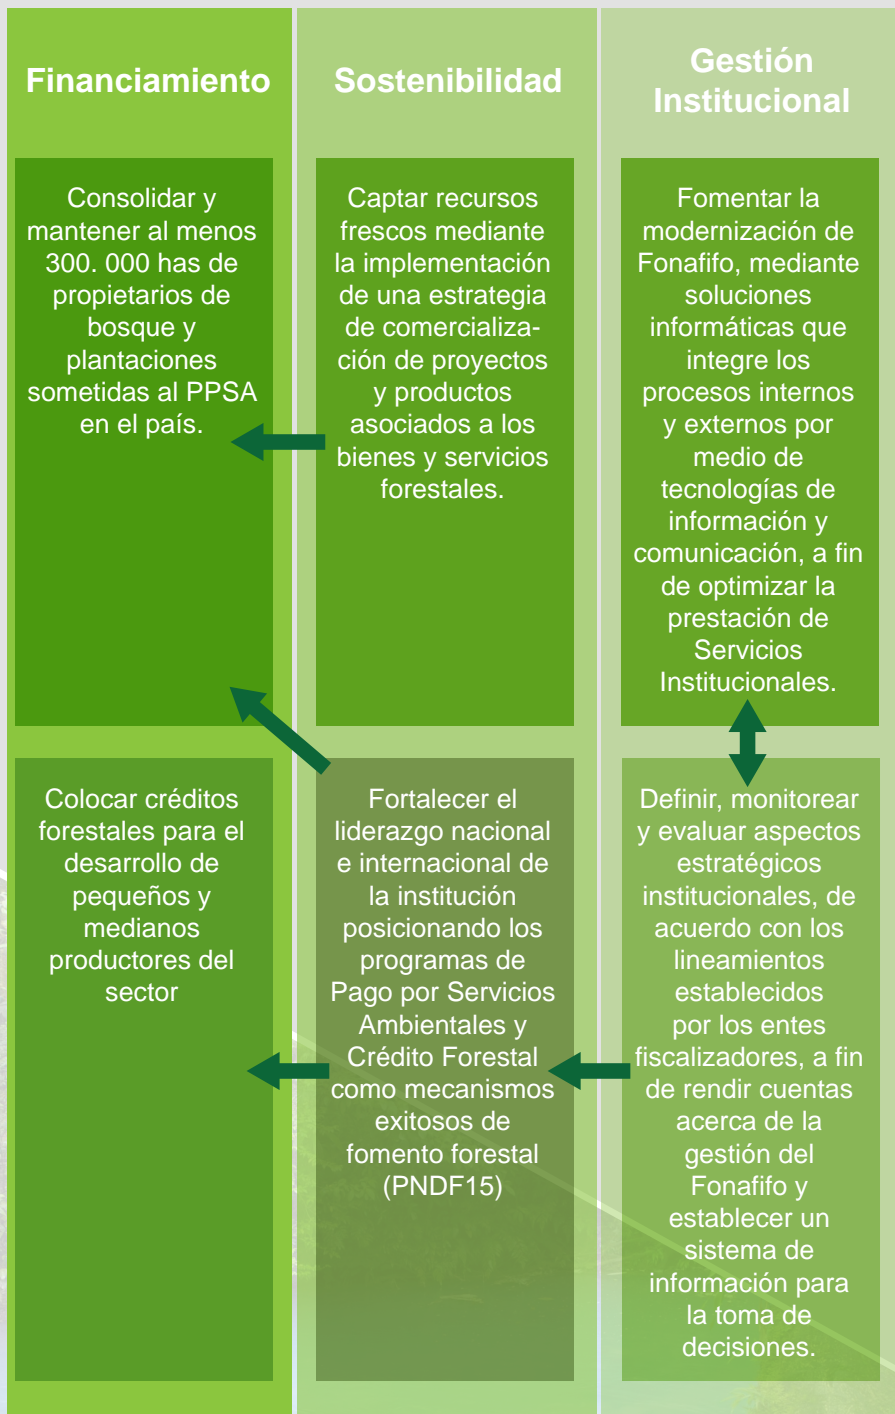 Financiamiento
Consolidar y
mantener al menos
300. 000 has de
propietarios de
bosque y
plantaciones
sometidas al PPSA
en el país.
Colocar créditos
forestales para el
desarrollo de
pequeños y
medianos
productores del
sector
Sostenibilidad
Captar recursos
frescos mediante
la implementación
de una estrategia
de comercializa-
ción de proyectos
y productos
asociados a los
bienes y servicios
forestales.
Fortalecer el
liderazgo nacional
e internacional de
la institución
posicionando los
programas de
Pago por Servicios
Ambientales y
Crédito Forestal
como mecanismos
exitosos de
fomento forestal
(PNDF15)
Gestión
Institucional
Fomentar la
modernización de
Fonafifo, mediante
soluciones
informáticas que
integre los
procesos internos
y externos por
medio de
tecnologías de
información y
comunicación, a fin
de optimizar la
prestación de
Servicios
Institucionales.
Definir, monitorear
y evaluar aspectos
estratégicos
institucionales, de
acuerdo con los
lineamientos
establecidos
por los entes
fiscalizadores, a fin
de rendir cuentas
acerca de la
gestión del
Fonafifo y
establecer un
sistema de
información para
la toma de
decisiones.